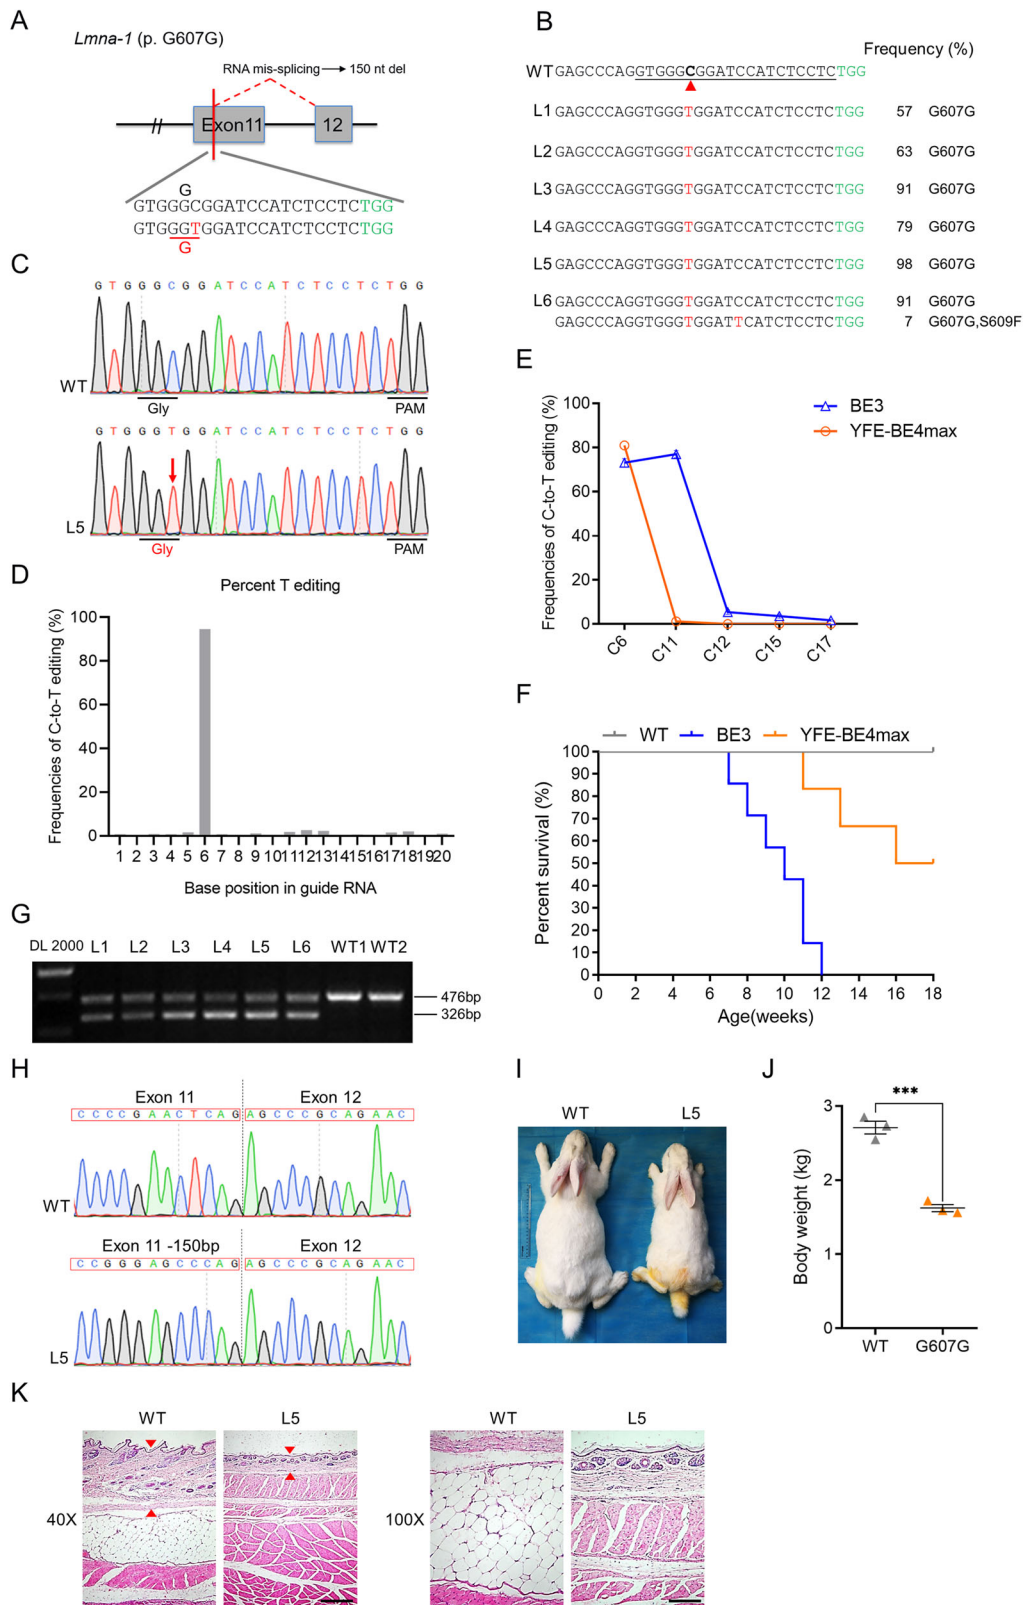 A
Lmna-1 (p. G607G)
RNA mis-splicing → 150 nt del
//
Exon11
12
G
GTGGGCGGATCCATCTCCTCTGG
GTGGGTGGATCCATCTCCTCTGG
G
B
Frequency (%)
WT GAGCCCAGGTGGGCGGATCCATCTCCTCTGG
L1 GAGCCCAGGTGGGTGGATCCATCTCCTCTGG 57 G607G
L2 GAGCCCAGGTGGGTGGATCCATCTCCTCTGG 63 G607G
L3 GAGCCCAGGTGGGTGGATCCATCTCCTCTGG 91 G607G
L4 GAGCCCAGGTGGGTGGATCCATCTCCTCTGG 79 G607G
L5 GAGCCCAGGTGGGTGGATCCATCTCCTCTGG 98 G607G
L6 GAGCCCAGGTGGGTGGATCCATCTCCTCTGG 91 G607G
GAGCCCAGGTGGGTGGATTCATCTCCTCTGG 7 G607G,S609F
C
G T G G G C G G A T C C A T C T C C T C T G G
WT
Gly PAM
G T G G G T G G A T C C A T C T C C T C T G G
L5
Gly PAM
D
Percent T editing
Frequencies of C-to-T editing (%)
100
80
60
40
20
0
1 2 3 4 5 6 7 8 9 10 11 12 13 14 15 16 17 18 19 20
Base position in guide RNA
E
Frequencies of C-to-T editing (%)
100
80
60
40
20
0
C6 C11 C12 C15 C17
BE3
YFE-BE4max
F
WT BE3 YFE-BE4max
Percent survival (%)
100
90
80
70
60
50
40
30
20
10
0
0 2 4 6 8 10 12 14 16 18
Age(weeks)
G
DL 2000 L1 L2 L3 L4 L5 L6 WT1 WT2
476bp
326bp
H
Exon 11 Exon 12
C C C C G A A C T C A G A G C C C G C A G A A C
WT
Exon 11 -150bp Exon 12
C C G G G A G C C C A G A G C C C G C A G A A C
L5
I
WT L5
J
***
Body weight (kg)
3
2
1
0
WT G607G
K
WT L5 WT L5
40X 100X